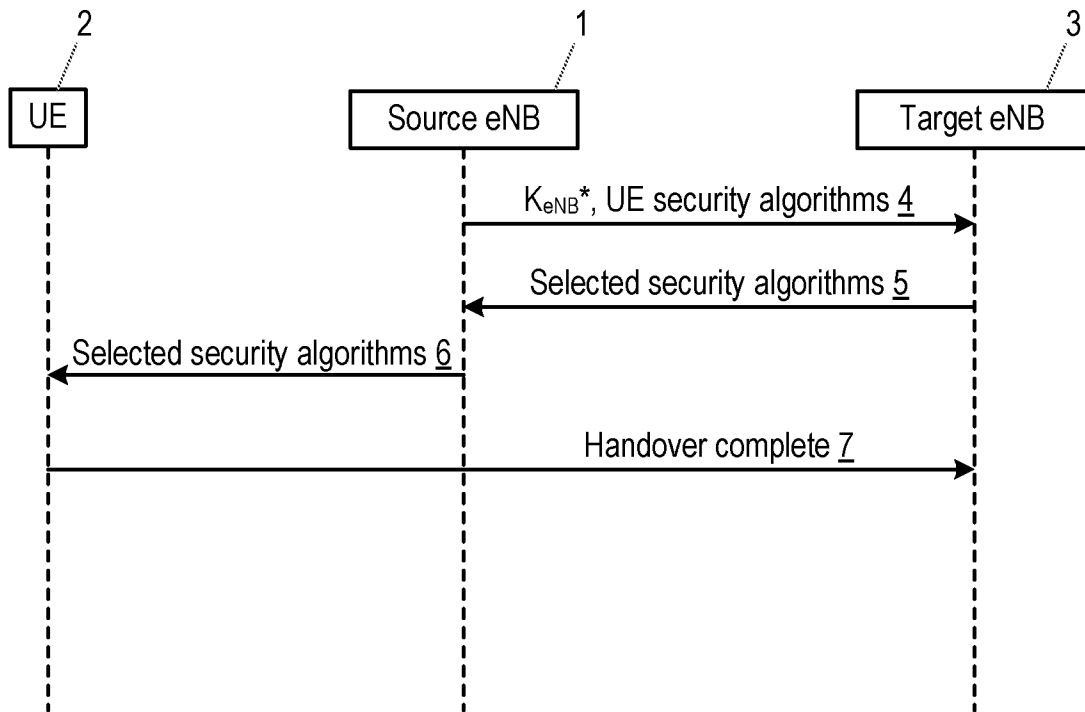 2 1 3
UE Source eNB Target eNB
KeNB*, UE security algorithms 4
Selected security algorithms 5
Selected security algorithms 6
Handover complete 7